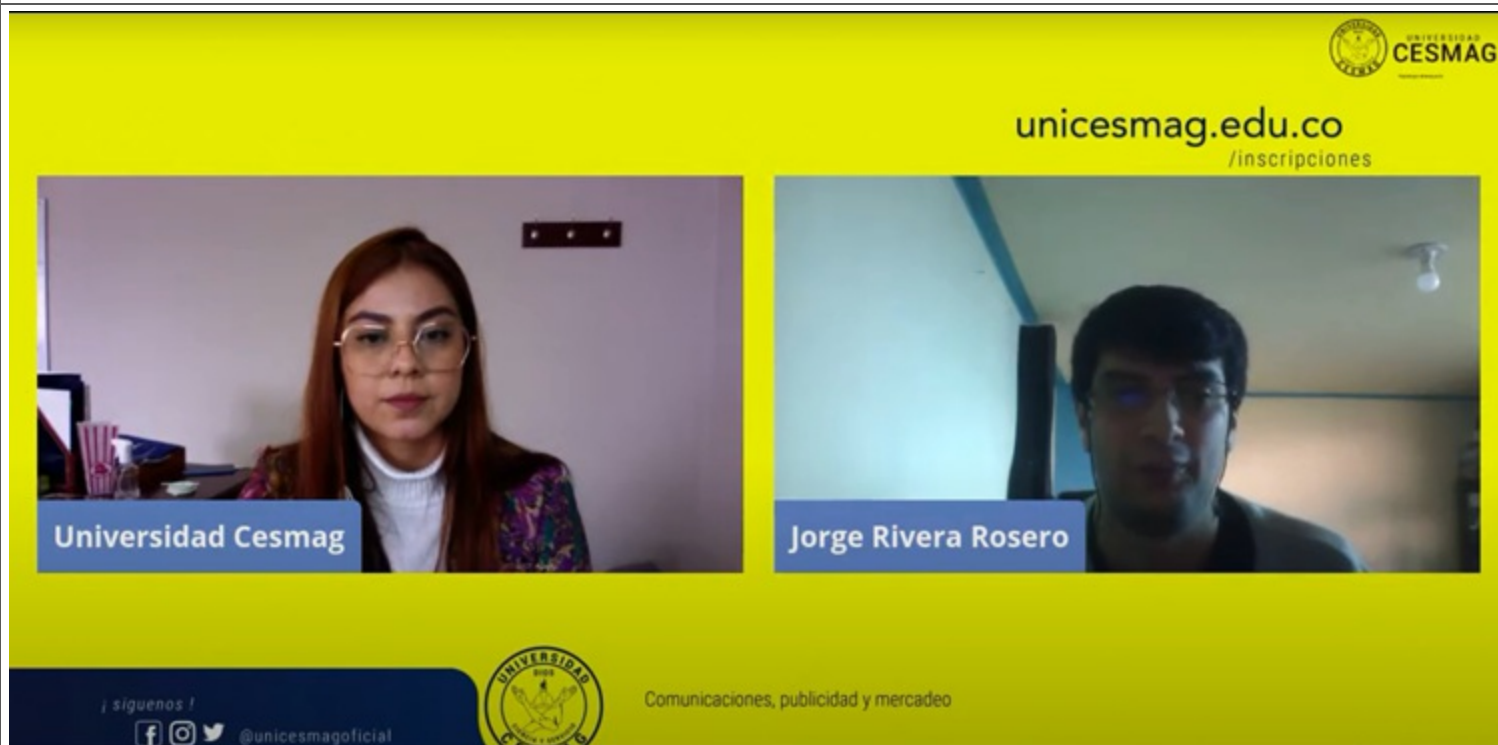 UNIVERSIDAD
CESMAG
unicesmag.edu.co
/inscripciones
Universidad Cesmag
Jorge Rivera Rosero
¡ síguenos !
@unicesmagoficial
UNIVERSIDAD
Comunicaciones, publicidad y mercadeo